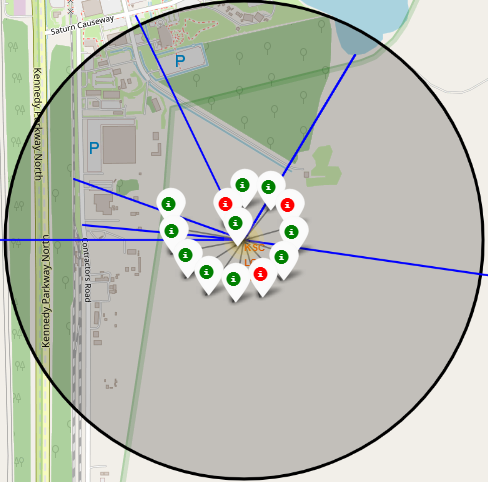 Saturn Causeway
P
Kennedy Parkway North
P
Kennedy Parkway North
Contractors Road